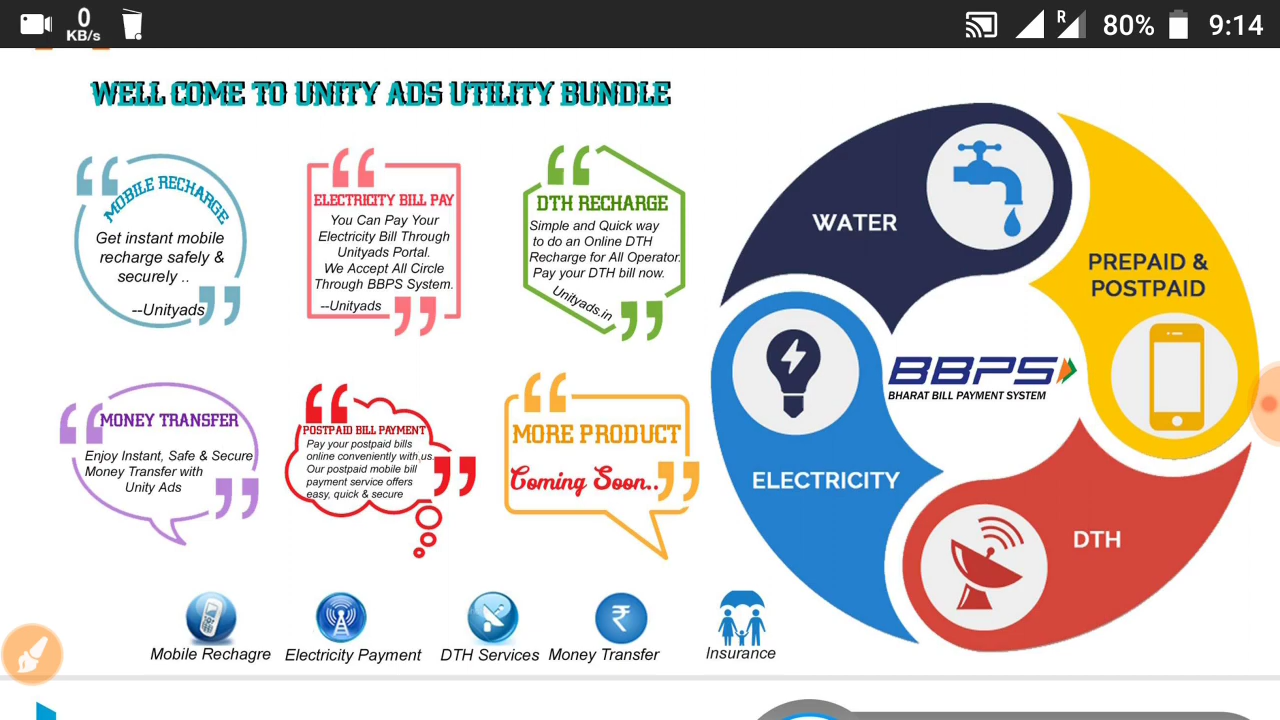 0
KB/s
R
80%
9:14
WELL COME TO UNITY ADS UTILITY BUNDLE
MOBILE RECHARGE
Get instant mobile
recharge safely &
securely ..
--Unityads
ELECTRICITY BILL PAY
You Can Pay Your
Electricity Bill Through
Unityads Portal.
We Accept All Circle
Through BBPS System.
--Unityads
DTH RECHARGE
Simple and Quick way
to do an Online DTH
Recharge for All Operator.
Pay your DTH bill now.
Unityads.in
MONEY TRANSFER
Enjoy Instant, Safe & Secure
Money Transfer with
Unity Ads
POSTPAID BILL PAYMENT
Pay your postpaid bills
online conveniently with us.
Our postpaid mobile bill
payment service offers
easy, quick & secure
MORE PRODUCT
Coming Soon..
WATER
PREPAID &
POSTPAID
BBPS
BHARAT BILL PAYMENT SYSTEM
ELECTRICITY
DTH
Mobile Rechagre
Electricity Payment
DTH Services
Money Transfer
Insurance